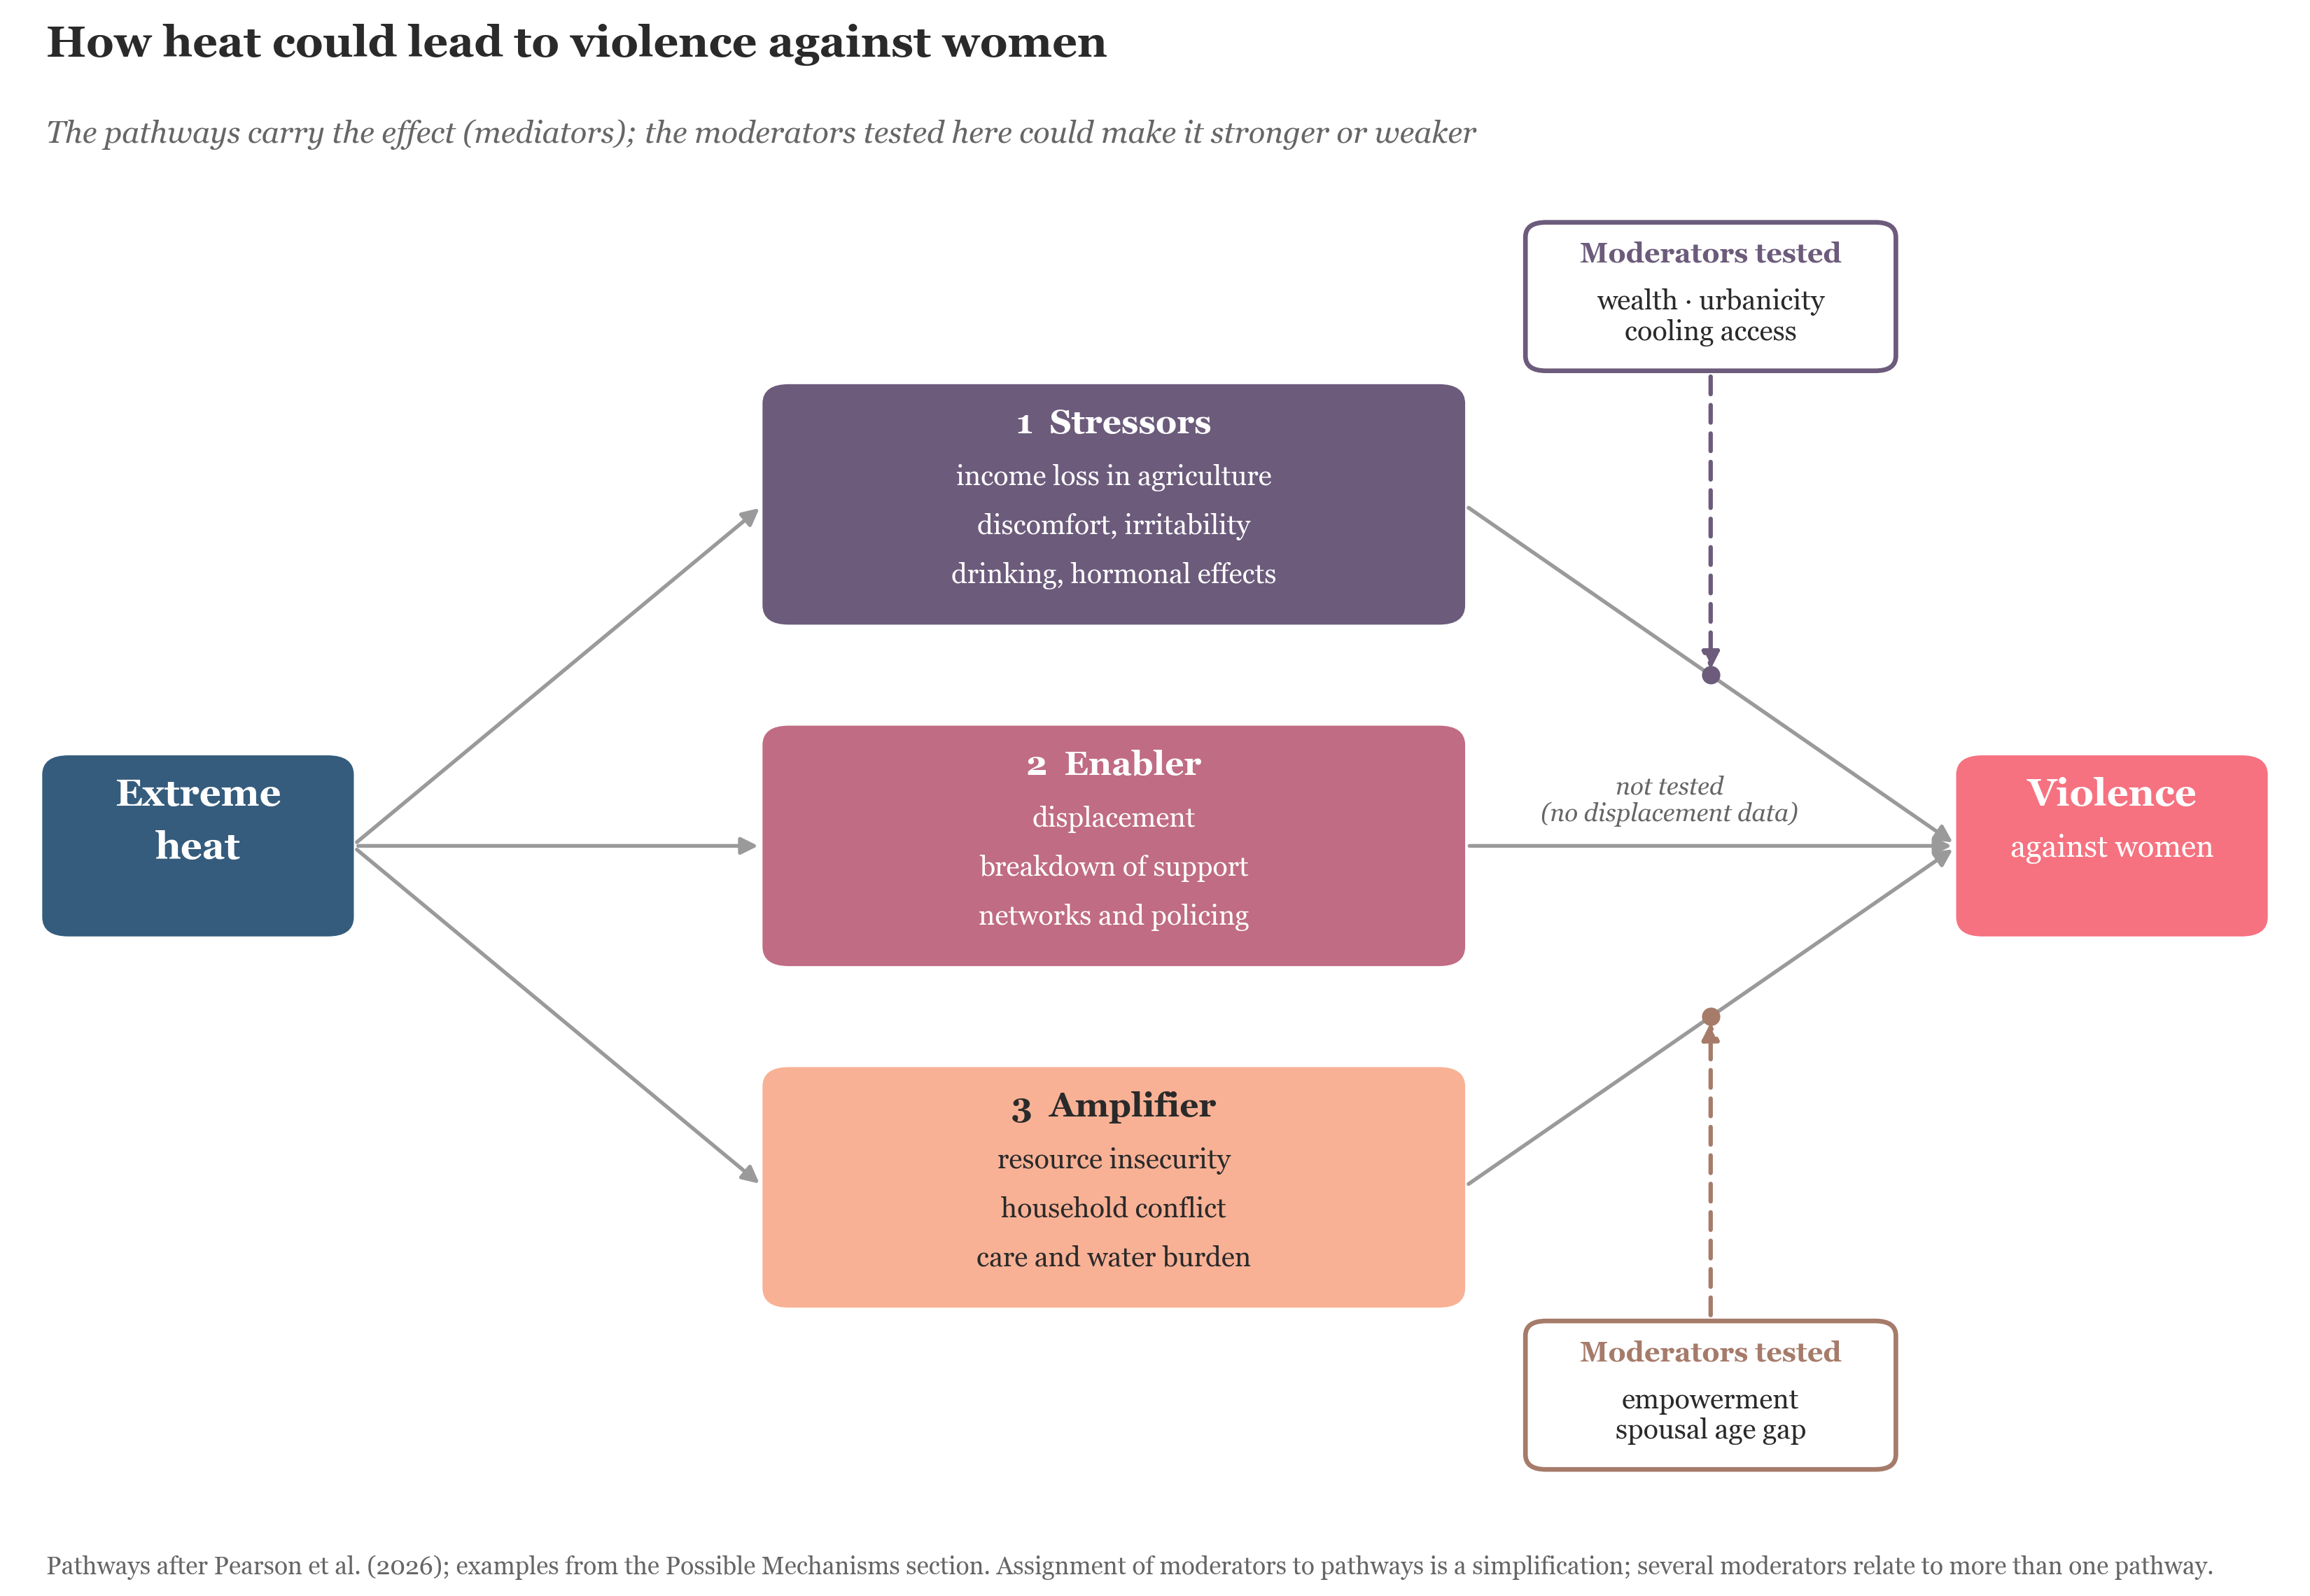 How heat could lead to violence against women
The pathways carry the effect (mediators); the moderators tested here could make it stronger or weaker
Moderators tested
wealth · urbanicity
cooling access
1 Stressors
income loss in agriculture
discomfort, irritability
drinking, hormonal effects
Extreme
heat
2 Enabler
displacement
breakdown of support
networks and policing
not tested
(no displacement data)
Violence
against women
3 Amplifier
resource insecurity
household conflict
care and water burden
Moderators tested
empowerment
spousal age gap
Pathways after Pearson et al. (2026); examples from the Possible Mechanisms section. Assignment of moderators to pathways is a simplification; several moderators relate to more than one pathway.